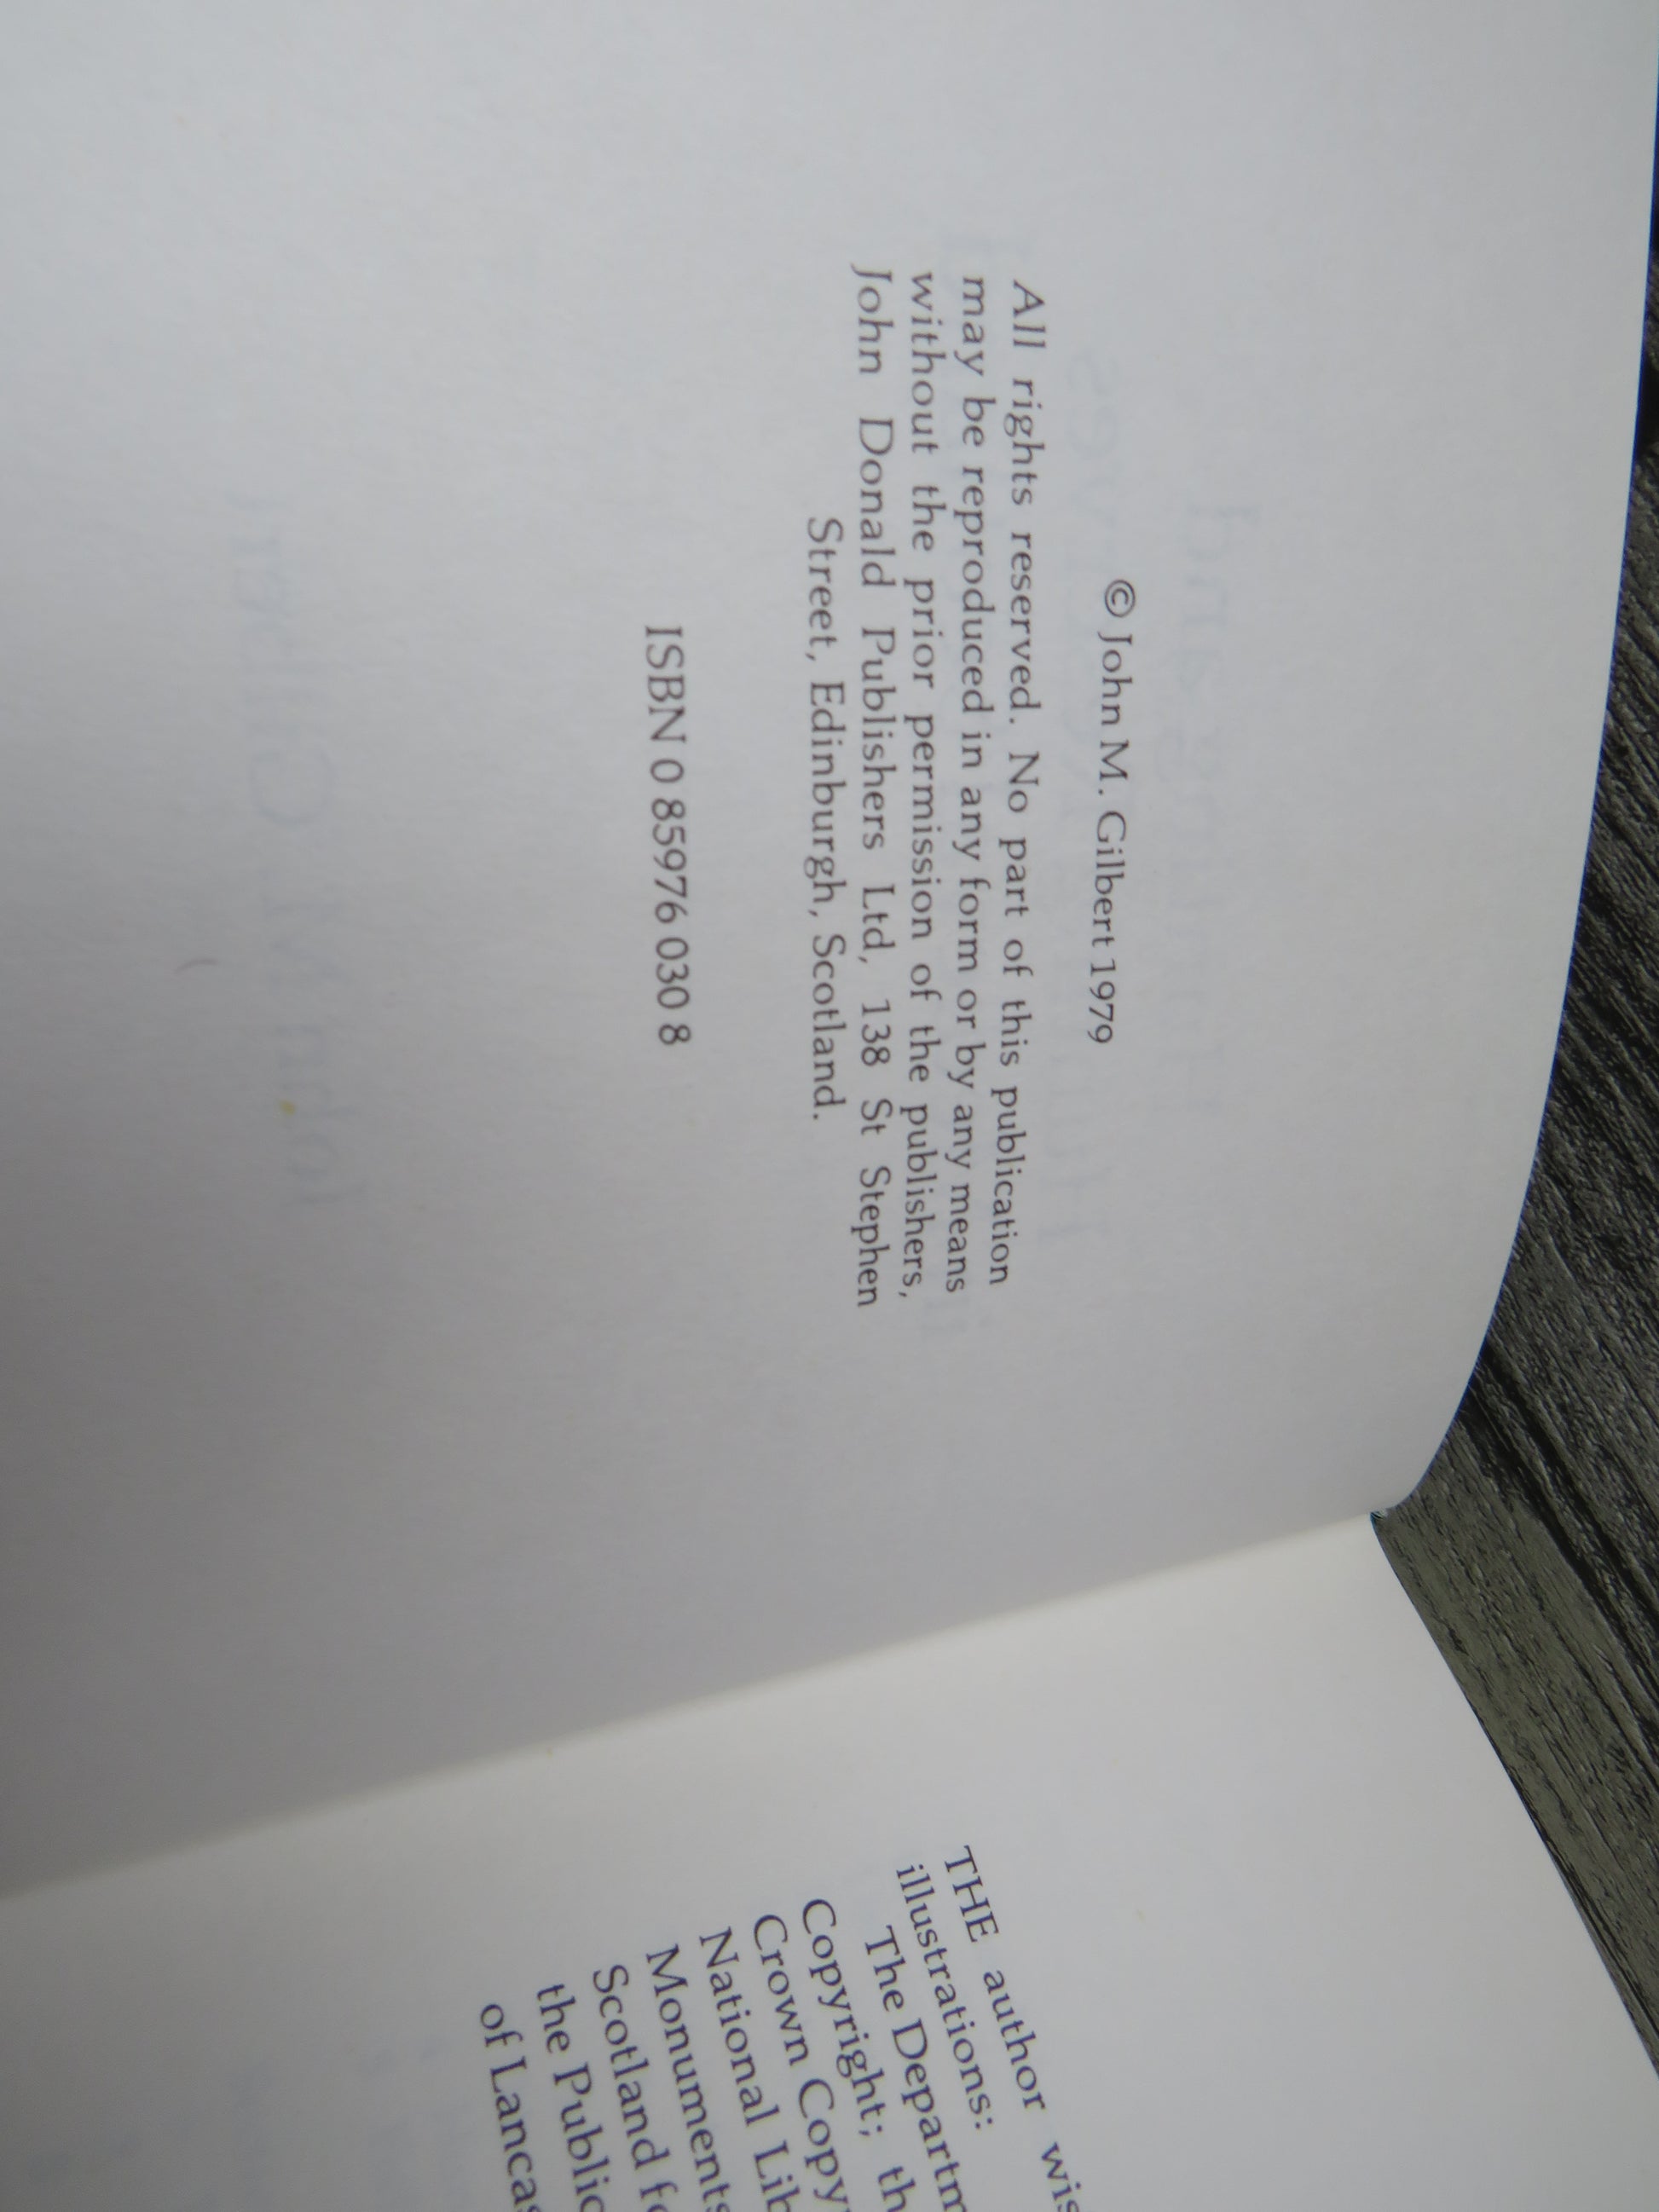 © John M. Gilbert 1979
All rights reserved. No part of this publication
may be reproduced in any form or by any means
without the prior permission of the publishers,
John Donald Publishers Ltd, 138 St Stephen
Street, Edinburgh, Scotland.
ISBN 0 85976 030 8
THE author
illustrations:
The
Copyright;
Crown
National
Monuments
Scotland
the
of